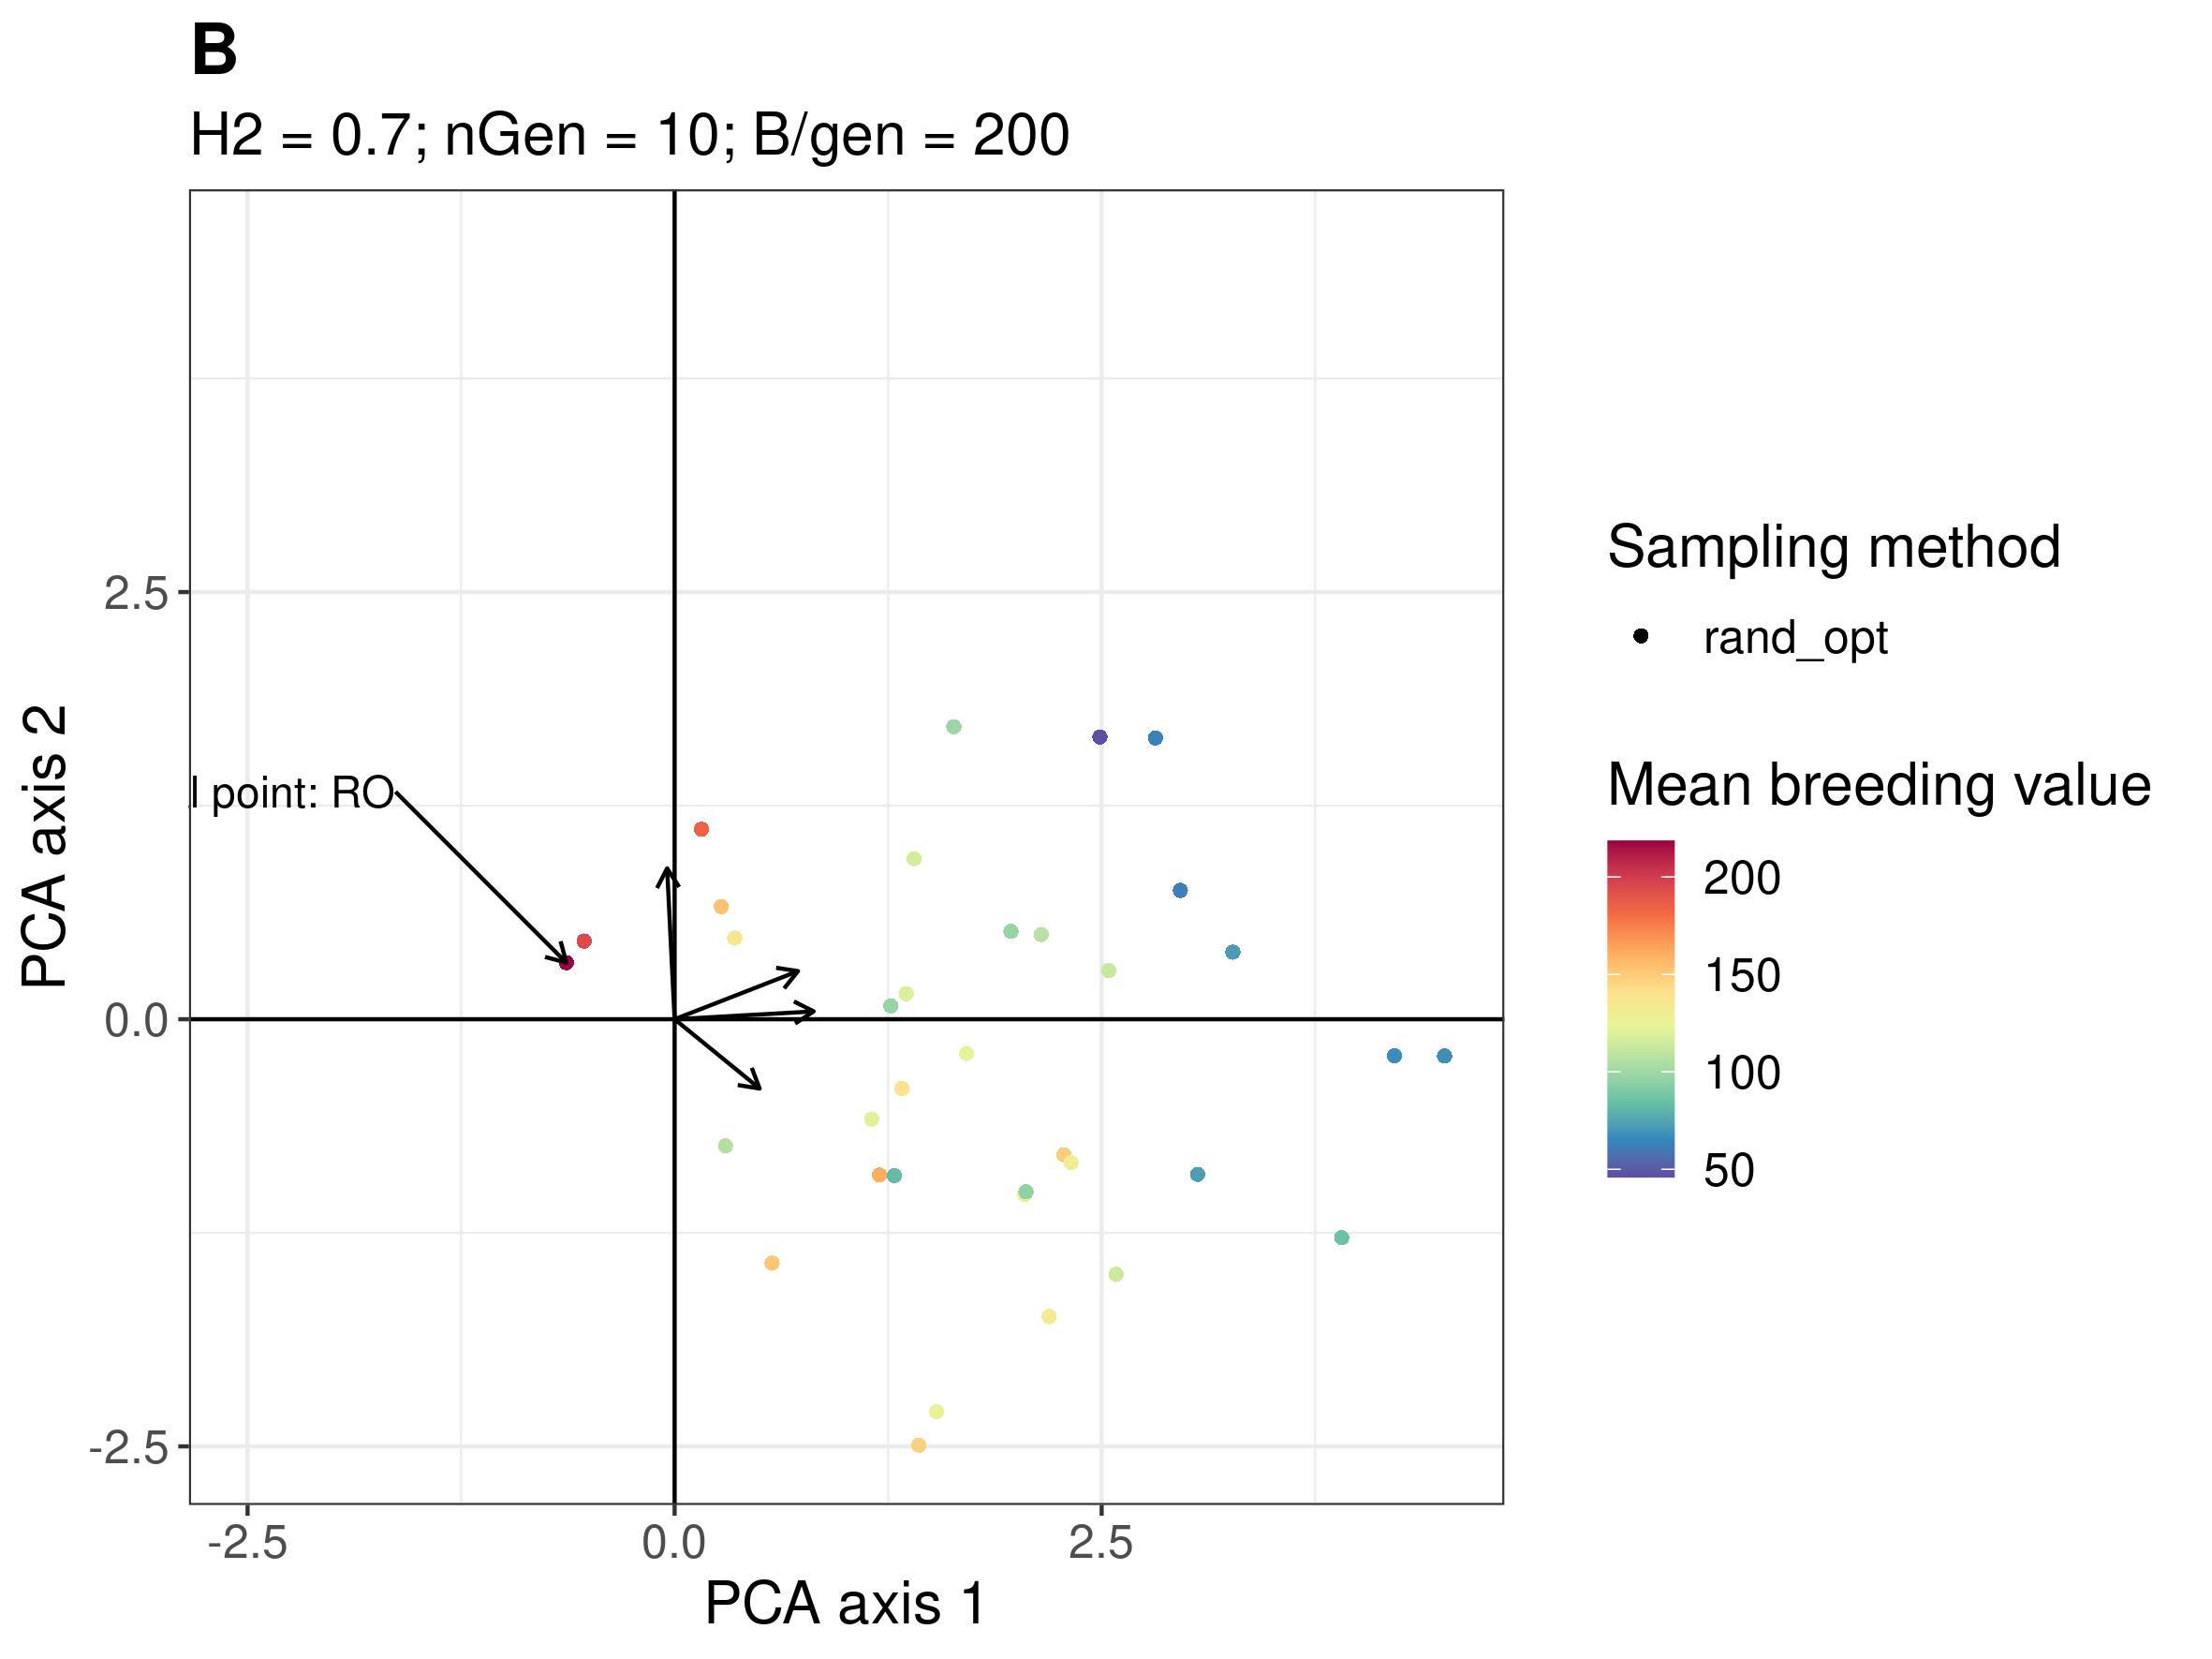 B
H2 = 0.7; nGen = 10; B/gen = 200
PCA axis 2
2.5
0.0
-2.5
point: RO
-2.5
0.0
2.5
PCA axis 1
Sampling method
rand_opt
Mean breeding value
200
150
100
50